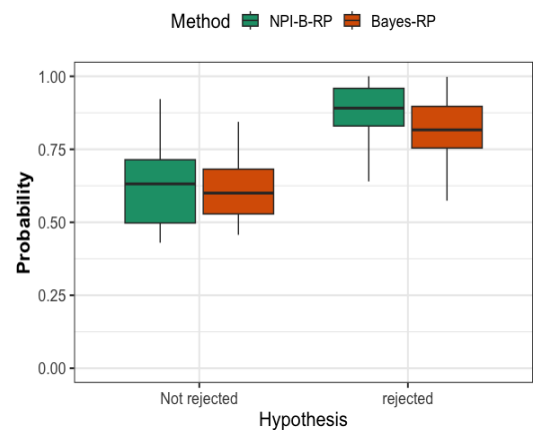 Method NPI-B-RP Bayes-RP
1.00
0.75
0.50
0.25
0.00
Probability
Not rejected rejected
Hypothesis